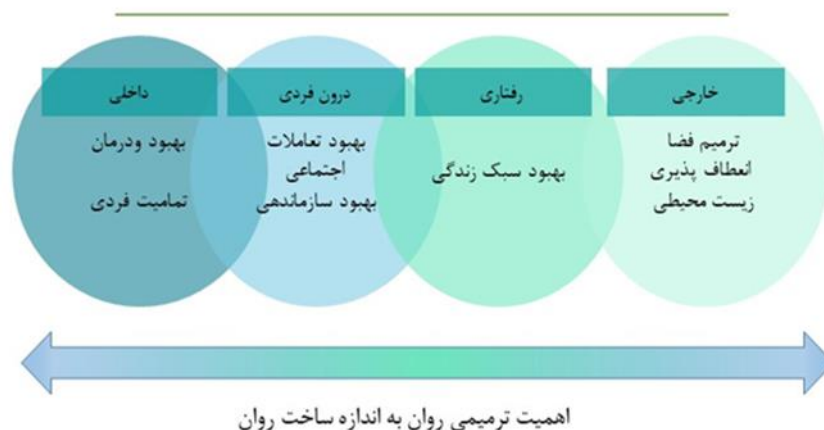 خارجی
ترمیم فضا
انعطاف پذیری
زیست محیطی
رفتاری
بهبود سبک زندگی
درون فردی
بهبود تعاملات
اجتماعی
بهبود سازماندهی
داخلی
بهبود ودرمان
تمامیت فردی
اهمیت ترمیمی روان به اندازه ساخت روان